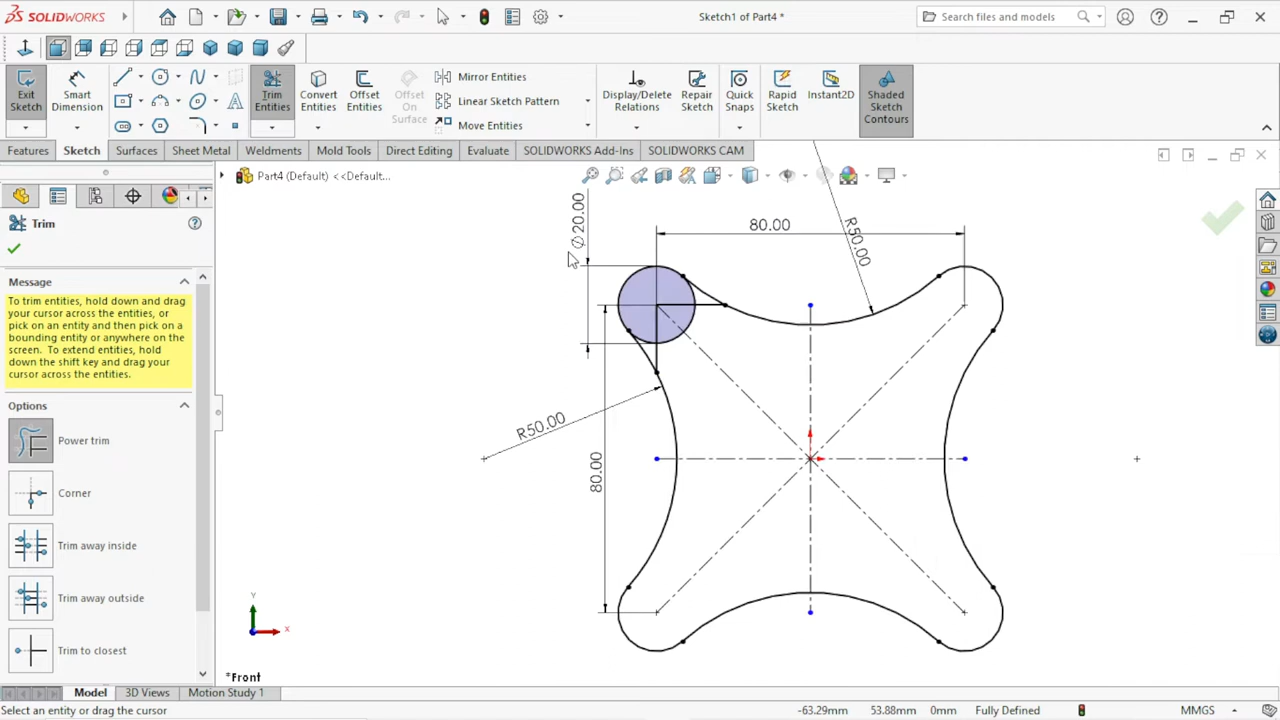 SOLIDWORKS
Sketch1 of Part4 *
Search files and models
Exit Sketch
Smart Dimension
Trim Entities
Convert Entities
Offset Entities
Offset On Surface
Mirror Entities
Linear Sketch Pattern
Move Entities
Display/Delete Relations
Repair Sketch
Quick Snaps
Rapid Sketch
Instant2D
Shaded Sketch Contours
Features
Sketch
Surfaces
Sheet Metal
Weldments
Mold Tools
Direct Editing
Evaluate
SOLIDWORKS Add-Ins
SOLIDWORKS CAM
Part4 (Default) <<Default...
Trim
Message
To trim entities, hold down and drag
your cursor across the entities, or
pick on an entity and then pick on a
bounding entity or anywhere on the
screen. To extend entities, hold
down the shift key and drag your
cursor across the entities.
Options
Power trim
Corner
Trim away inside
Trim away outside
Trim to closest
∅20.00
80.00
R50.00
R50.00
80.00
Y
X
*Front
Model
3D Views
Motion Study 1
Select an entity or drag the cursor
-63.29mm
53.88mm
0mm
Fully Defined
MMGS